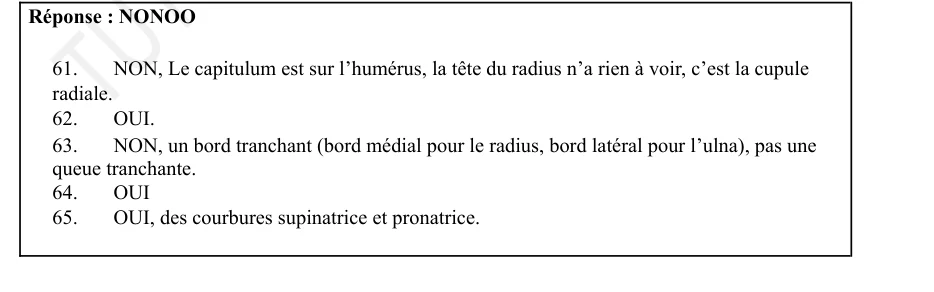 Réponse : NONOO
61. NON, Le capitulum est sur l’humérus, la tête du radius n’a rien à voir, c’est la cupule
radiale.
62. OUI.
63. NON, un bord tranchant (bord médial pour le radius, bord latéral pour l’ulna), pas une
queue tranchante.
64. OUI
65. OUI, des courbures supinatrice et pronatrice.